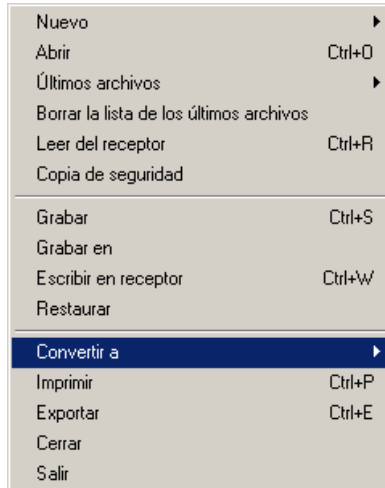 Nuevo
Abrir Ctrl+O
Últimos archivos
Borrar la lista de los últimos archivos
Leer del receptor Ctrl+R
Copia de seguridad
Grabar Ctrl+S
Grabar en
Escribir en receptor Ctrl+W
Restaurar
Convertir a
Imprimir Ctrl+P
Exportar Ctrl+E
Cerrar
Salir